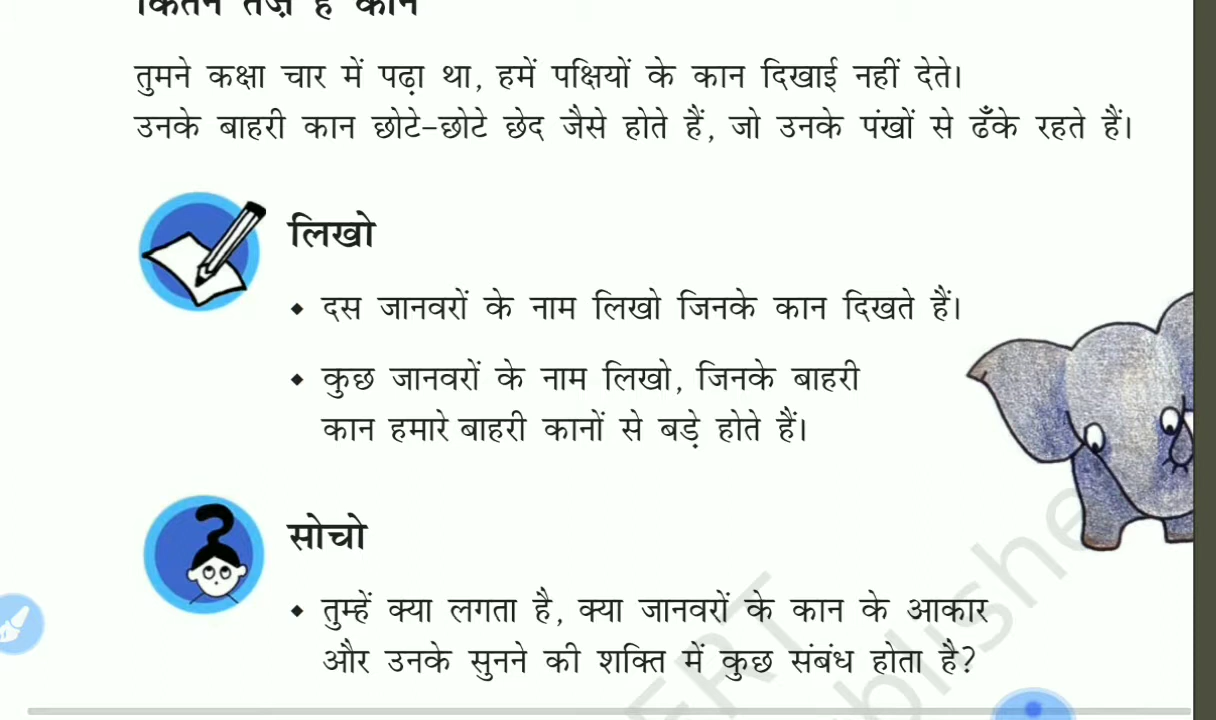 कितने तेज़ हैं कान
तुमने कक्षा चार में पढ़ा था, हमें पक्षियों के कान दिखाई नहीं देते।
उनके बाहरी कान छोटे–छोटे छेद जैसे होते हैं, जो उनके पंखों से ढँके रहते हैं।
लिखो
◆ दस जानवरों के नाम लिखो जिनके कान दिखते हैं।
◆ कुछ जानवरों के नाम लिखो, जिनके बाहरी
कान हमारे बाहरी कानों से बड़े होते हैं।
सोचो
◆ तुम्हें क्या लगता है, क्या जानवरों के कान के आकार
और उनके सुनने की शक्ति में कुछ संबंध होता है?